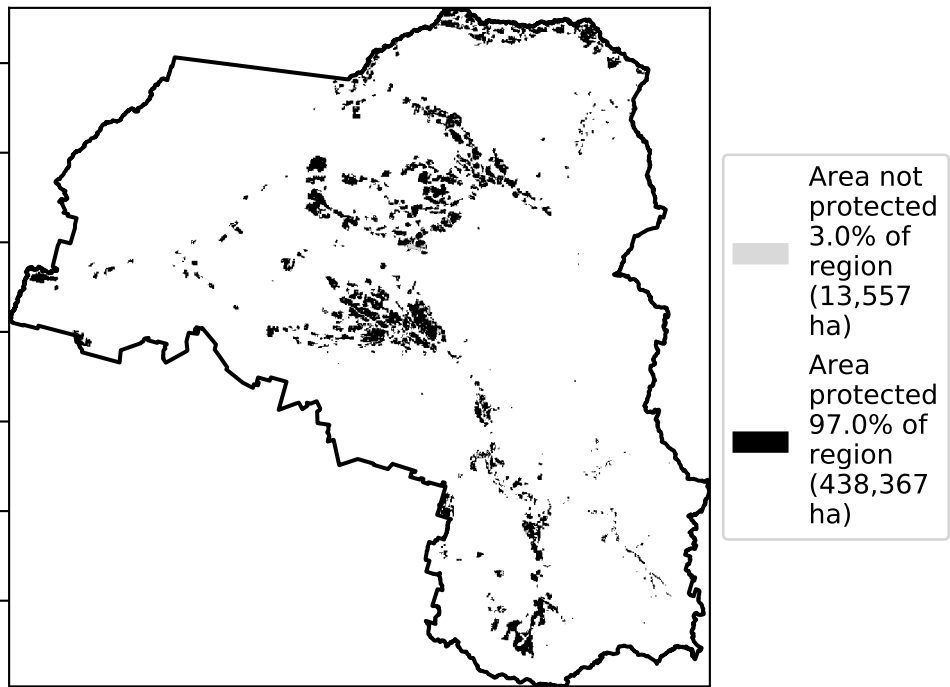 Area not
protected
3.0% of
region
(13,557
ha)
Area
protected
97.0% of
region
(438,367
ha)